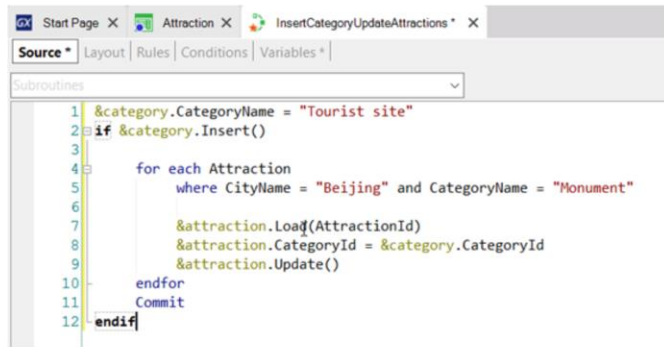 GX Start Page X Attraction X InsertCategoryUpdateAttractions * X
Source * Layout Rules Conditions Variables *
Subroutines
1 &category.CategoryName = "Tourist site"
2 if &category.Insert()
3
4 for each Attraction
5 where CityName = "Beijing" and CategoryName = "Monument"
6
7 &attraction.Load(AttractionId)
8 &attraction.CategoryId = &category.CategoryId
9 &attraction.Update()
10 endfor
11 Commit
12 endif